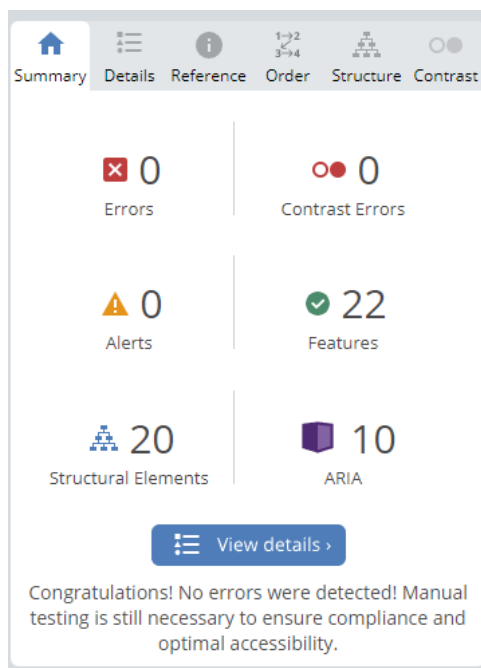 1→2
3→4
Summary Details Reference Order Structure Contrast
0 0
Errors Contrast Errors
0 22
Alerts Features
20 10
Structural Elements ARIA
View details ›
Congratulations! No errors were detected! Manual
testing is still necessary to ensure compliance and
optimal accessibility.